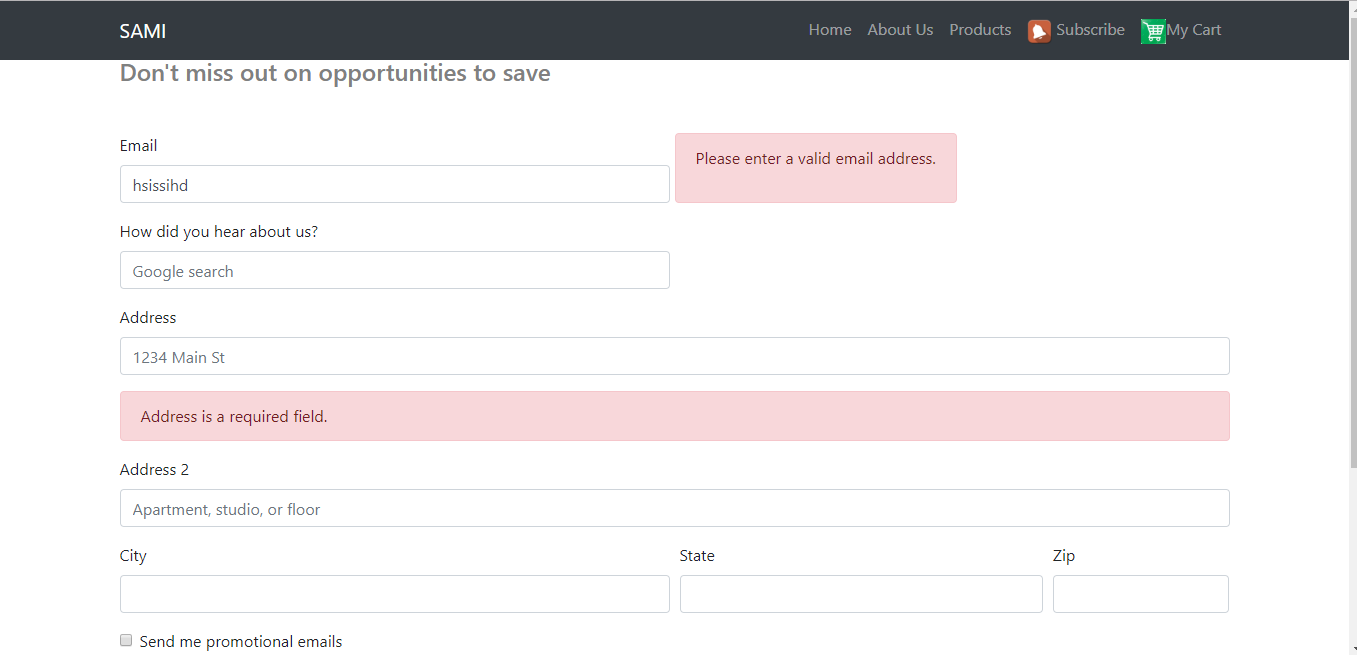 SAMI
Home About Us Products Subscribe My Cart
Don't miss out on opportunities to save
Email
Please enter a valid email address.
hsissihd
How did you hear about us?
Google search
Address
1234 Main St
Address is a required field.
Address 2
Apartment, studio, or floor
City State Zip
Send me promotional emails